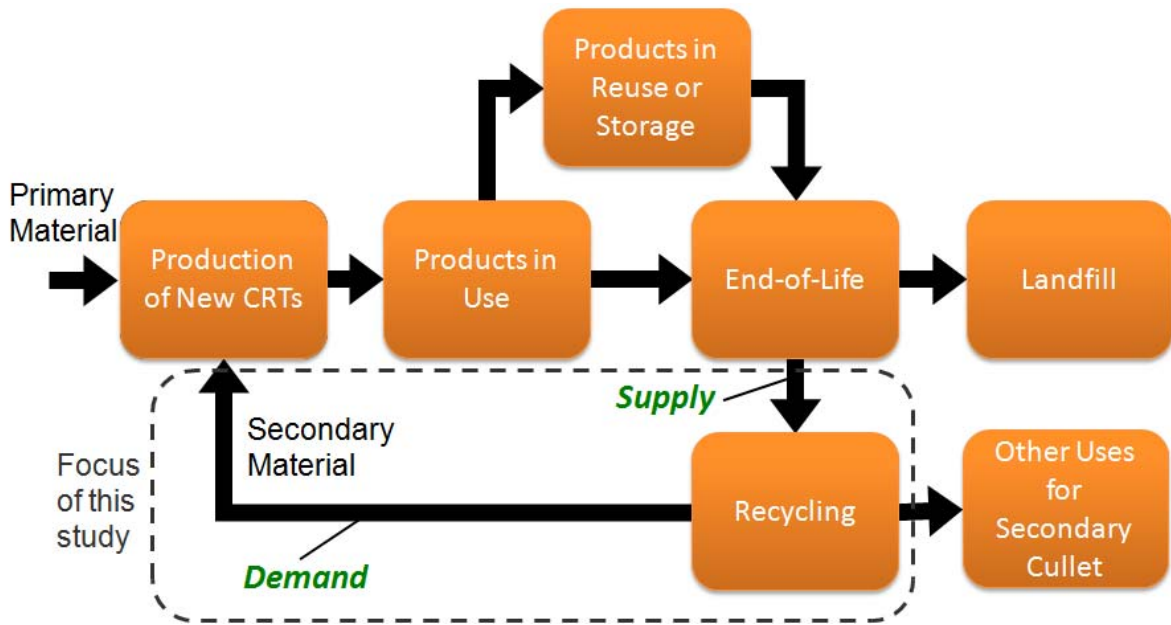 Products in
Reuse or
Storage
Primary
Material
Production
of New CRTs
Products in
Use
End-of-Life
Landfill
Supply
Secondary
Material
Focus
of this
study
Demand
Recycling
Other Uses
for
Secondary
Cullet